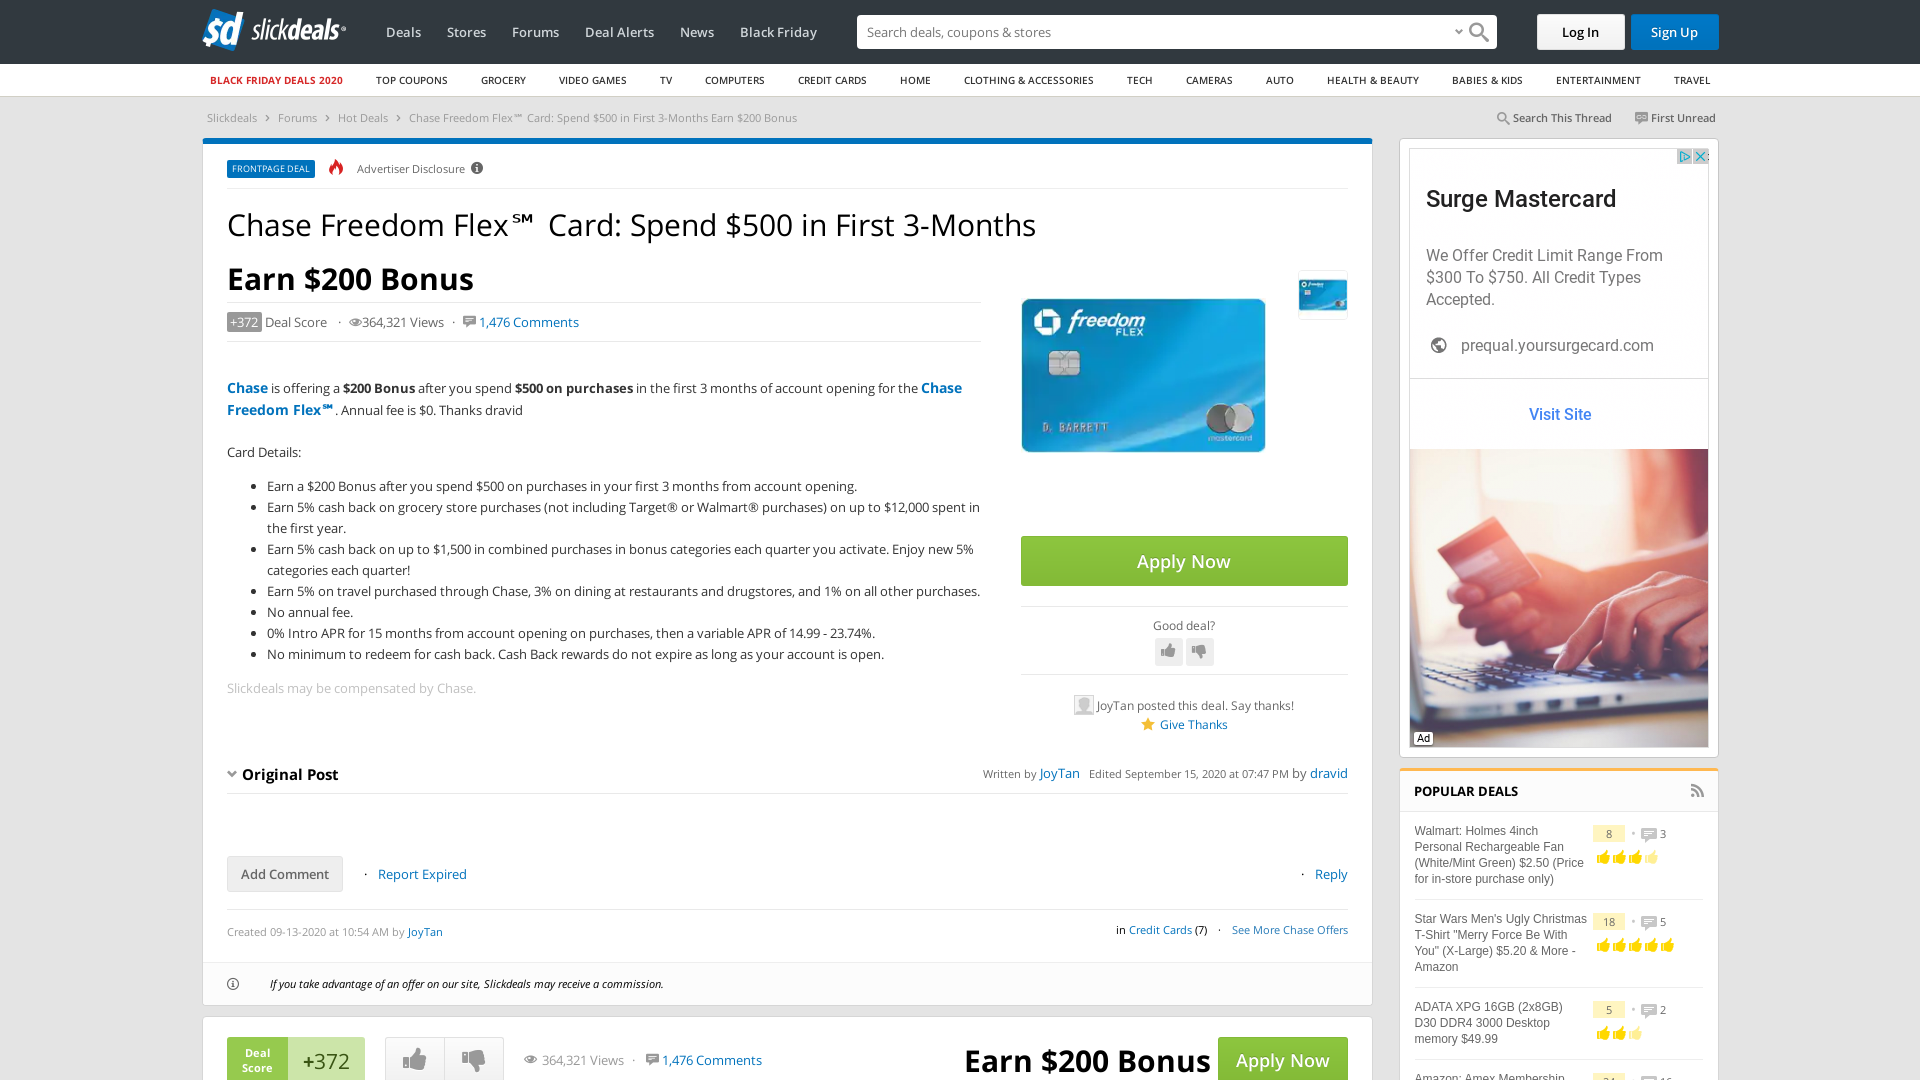 slickdeals
Deals Stores Forums Deal Alerts News Black Friday
Search deals, coupons & stores
Log In
Sign Up
BLACK FRIDAY DEALS 2020 TOP COUPONS GROCERY VIDEO GAMES TV COMPUTERS CREDIT CARDS HOME CLOTHING & ACCESSORIES TECH CAMERAS AUTO HEALTH & BEAUTY BABIES & KIDS ENTERTAINMENT TRAVEL
Slickdeals › Forums › Hot Deals › Chase Freedom Flex℠ Card: Spend $500 in First 3-Months Earn $200 Bonus
Search This Thread
First Unread
FRONTPAGE DEAL
Advertiser Disclosure
Chase Freedom Flex℠ Card: Spend $500 in First 3-Months
Earn $200 Bonus
+372 Deal Score · 364,321 Views · 1,476 Comments
Chase is offering a $200 Bonus after you spend $500 on purchases in the first 3 months of account opening for the Chase
Freedom Flex℠. Annual fee is $0. Thanks dravid
Card Details:
• Earn a $200 Bonus after you spend $500 on purchases in your first 3 months from account opening.
• Earn 5% cash back on grocery store purchases (not including Target® or Walmart® purchases) on up to $12,000 spent in
the first year.
• Earn 5% cash back on up to $1,500 in combined purchases in bonus categories each quarter you activate. Enjoy new 5%
categories each quarter!
• Earn 5% on travel purchased through Chase, 3% on dining at restaurants and drugstores, and 1% on all other purchases.
• No annual fee.
• 0% Intro APR for 15 months from account opening on purchases, then a variable APR of 14.99 - 23.74%.
• No minimum to redeem for cash back. Cash Back rewards do not expire as long as your account is open.
Slickdeals may be compensated by Chase.
freedom
FLEX
D. BARRETT
mastercard
Apply Now
Good deal?
JoyTan posted this deal. Say thanks!
Give Thanks
Original Post
Written by JoyTan Edited September 15, 2020 at 07:47 PM by dravid
Add Comment
· Report Expired
· Reply
Created 09-13-2020 at 10:54 AM by JoyTan
in Credit Cards (7) · See More Chase Offers
If you take advantage of an offer on our site, Slickdeals may receive a commission.
Deal
Score
+372
364,321 Views · 1,476 Comments
Earn $200 Bonus
Apply Now
Surge Mastercard
We Offer Credit Limit Range From
$300 To $750. All Credit Types
Accepted.
prequal.yoursurgecard.com
Visit Site
Ad
POPULAR DEALS
Walmart: Holmes 4inch
Personal Rechargeable Fan
(White/Mint Green) $2.50 (Price
for in-store purchase only)
8 • 3
Star Wars Men's Ugly Christmas
T-Shirt "Merry Force Be With
You" (X-Large) $5.20 & More -
Amazon
18 • 5
ADATA XPG 16GB (2x8GB)
D30 DDR4 3000 Desktop
memory $49.99
5 • 2
Amazon: Amex Membership